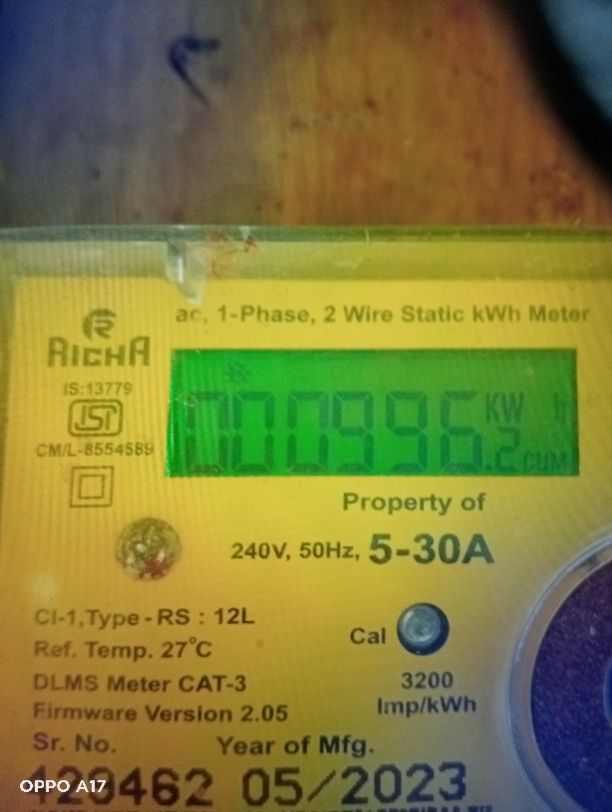 ac, 1-Phase, 2 Wire Static kWh Meter
RICHA
IS:13779
ISI
CM/L-8554589
000996.2 KW h
CUM
Property of
240V, 50Hz, 5-30A
Cl-1,Type-RS : 12L
Ref. Temp. 27°C
Cal
DLMS Meter CAT-3
3200
Firmware Version 2.05
Imp/kWh
Sr. No. Year of Mfg.
120462 05/2023
OPPO A17